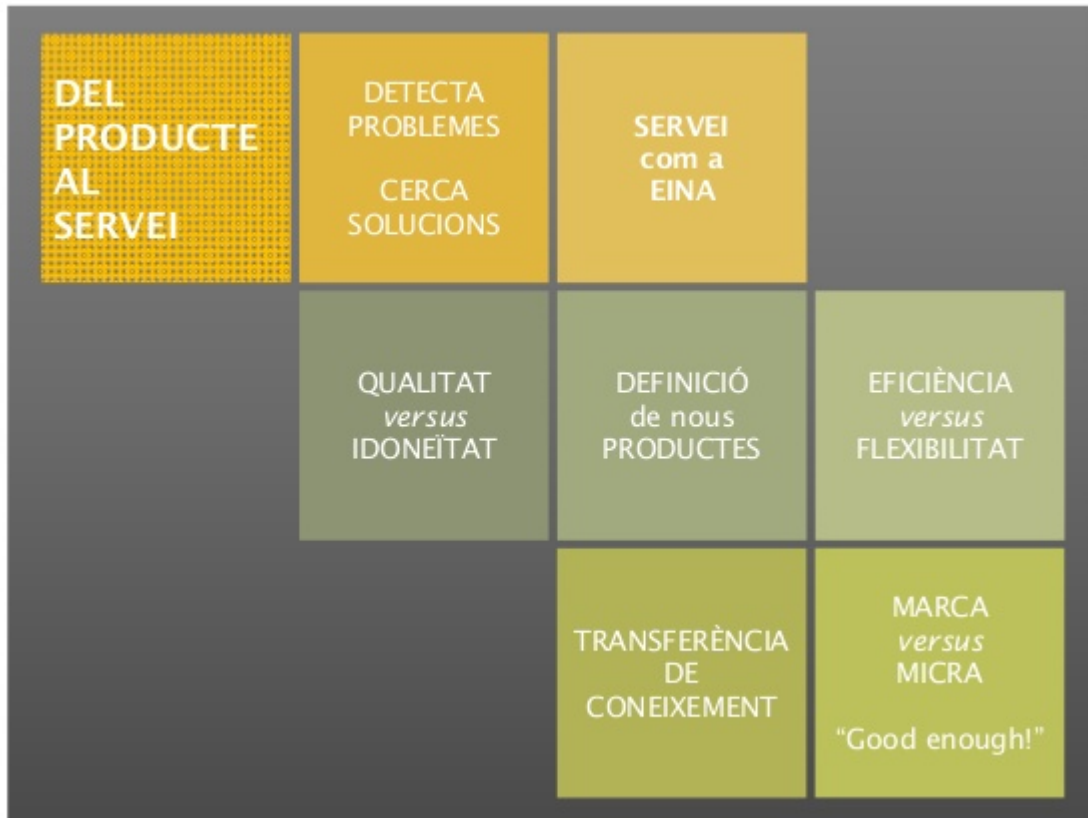 DEL
PRODUCTE
AL
SERVEI
DETECTA
PROBLEMES
CERCA
SOLUCIONS
SERVEI
com a
EINA
QUALITAT
versus
IDONEÏTAT
DEFINICIÓ
de nous
PRODUCTES
EFICIÈNCIA
versus
FLEXIBILITAT
TRANSFERÈNCIA
DE
CONEIXEMENT
MARCA
versus
MICRA
“Good enough!”